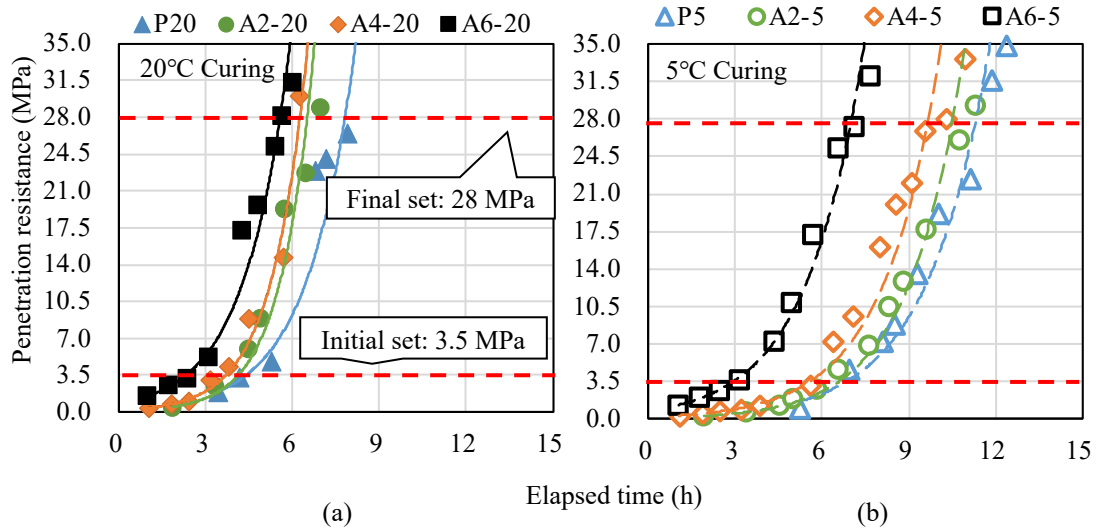 P20 A2-20 A4-20 A6-20
20℃ Curing
Penetration resistance (MPa)
35.0
31.5
28.0
24.5
21.0
17.5
14.0
10.5
7.0
3.5
0.0
0 3 6 9 12 15
Final set: 28 MPa
Initial set: 3.5 MPa
(a)
P5 A2-5 A4-5 A6-5
5℃ Curing
35.0
31.5
28.0
24.5
21.0
17.5
14.0
10.5
7.0
3.5
0.0
0 3 6 9 12 15
Elapsed time (h)
(b)